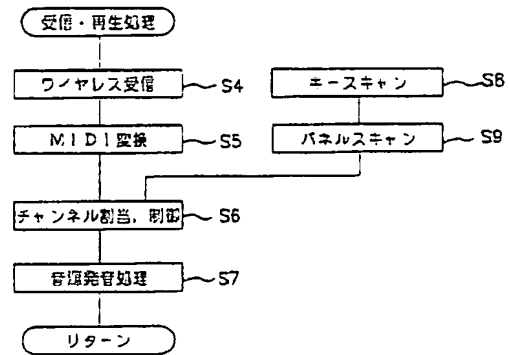 受信・再生処理
ワイヤレス受信
S4
キースキャン
S8
MIDI変換
S5
パネルスキャン
S9
チャンネル割当，制御
S6
音源発音処理
S7
リターン